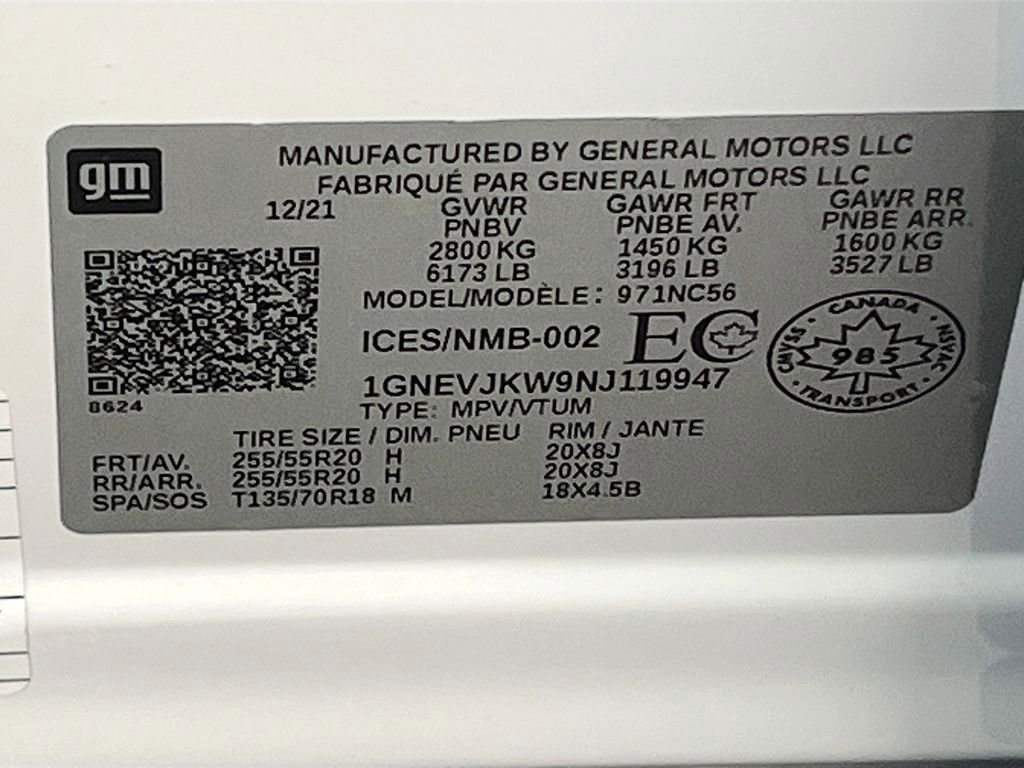 gm
MANUFACTURED BY GENERAL MOTORS LLC
FABRIQUÉ PAR GENERAL MOTORS LLC
12/21 GVWR GAWR FRT GAWR RR
PNBV PNBE AV. PNBE ARR.
2800 KG 1450 KG 1600 KG
6173 LB 3196 LB 3527 LB
MODEL/MODÈLE: 971NC56
ICES/NMB-002 EC
CANADA
CMVSS 985 NSVAC
TRANSPORT
1GNEVJKW9NJ119947
8624
TYPE: MPV/VTUM
TIRE SIZE / DIM. PNEU RIM / JANTE
FRT/AV. 255/55R20 H 20X8J
RR/ARR. 255/55R20 H 20X8J
SPA/SOS T135/70R18 M 18X4.5B